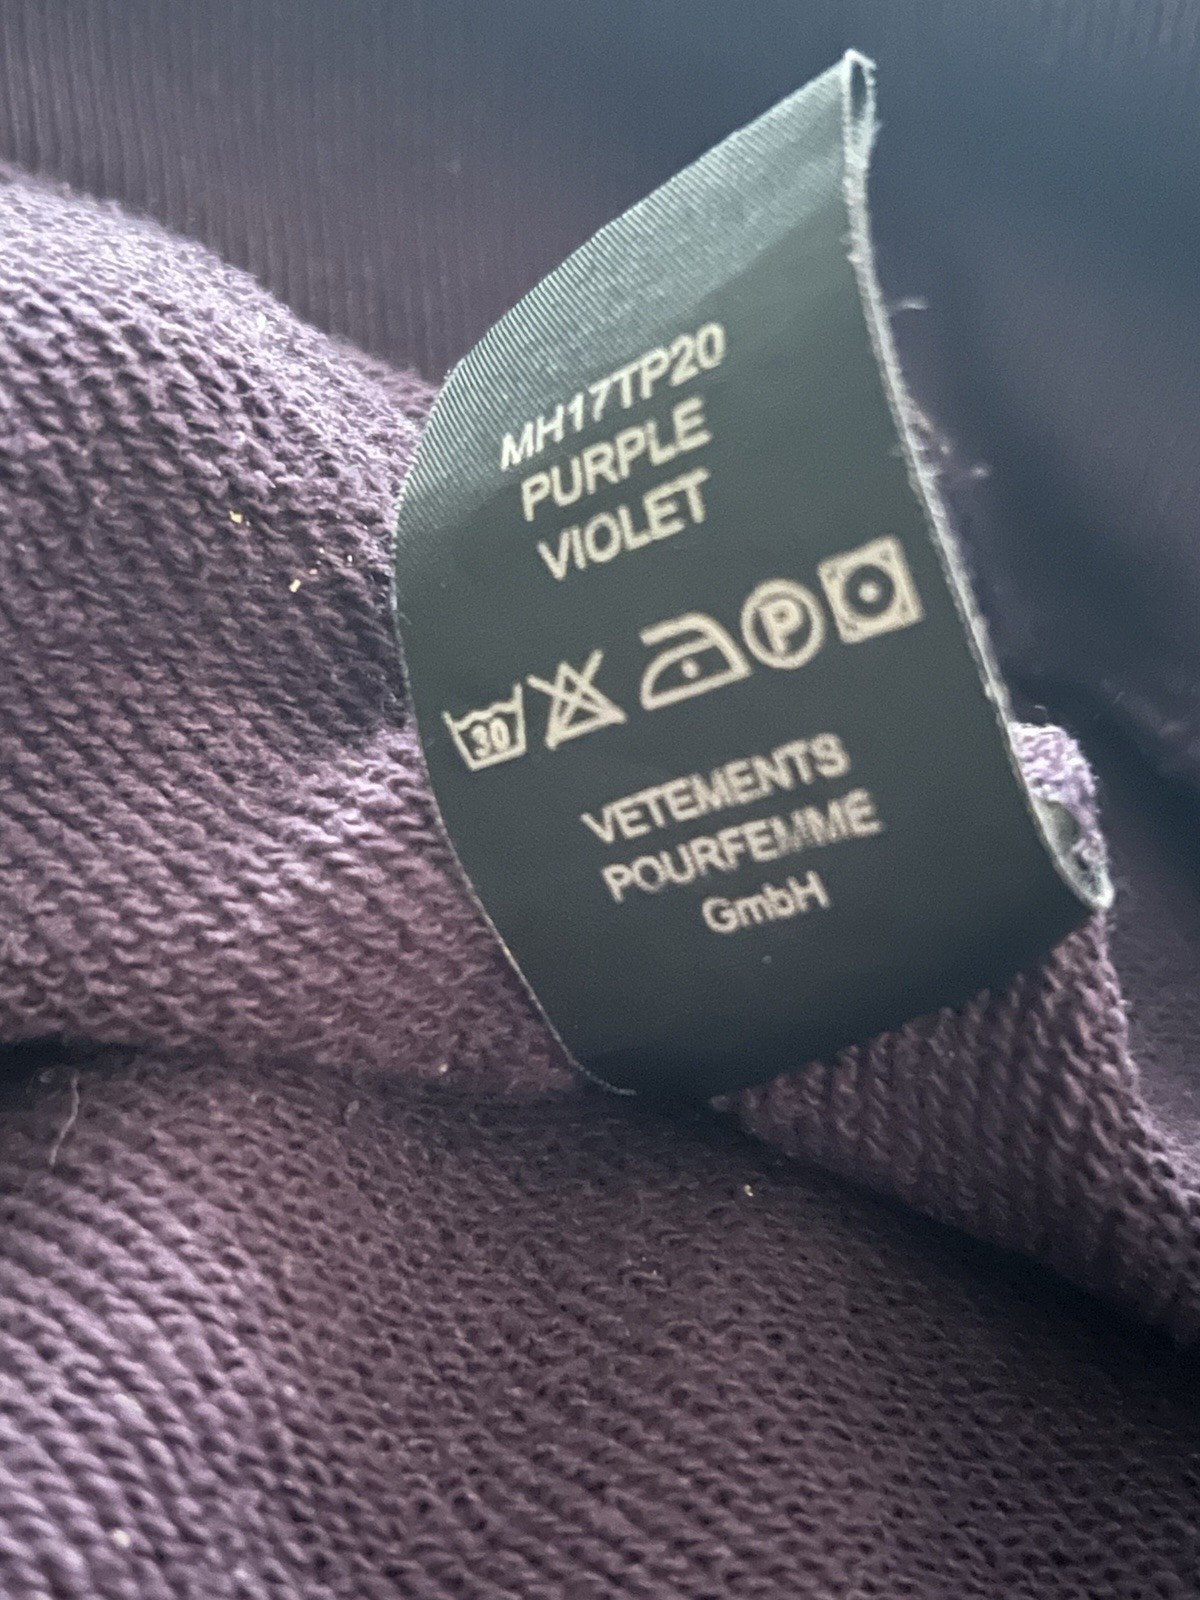 MH17TP20
PURPLE
VIOLET
30 P
VETEMENTS
POURFEMME
GmbH